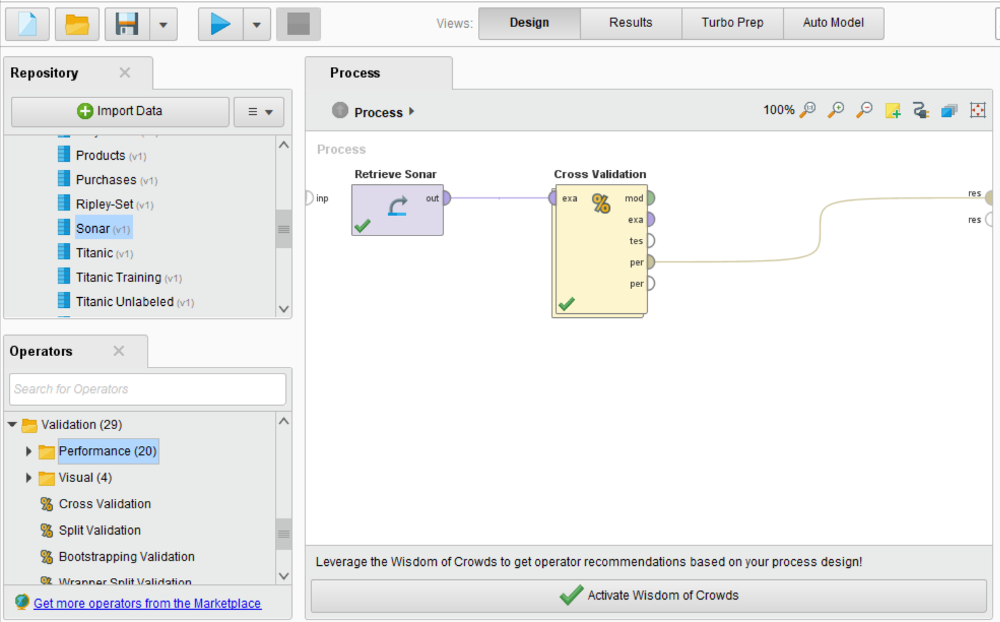 Views:
Design
Results
Turbo Prep
Auto Model
Repository
Import Data
Products (v1)
Purchases (v1)
Ripley-Set (v1)
Sonar (v1)
Titanic (v1)
Titanic Training (v1)
Titanic Unlabeled (v1)
Operators
Search for Operators
Validation (29)
Performance (20)
Visual (4)
Cross Validation
Split Validation
Bootstrapping Validation
Wrapper Split Validation
Get more operators from the Marketplace
Process
Process
100%
Process
inp
Retrieve Sonar
out
Cross Validation
exa
mod
exa
tes
per
per
res
res
Leverage the Wisdom of Crowds to get operator recommendations based on your process design!
Activate Wisdom of Crowds